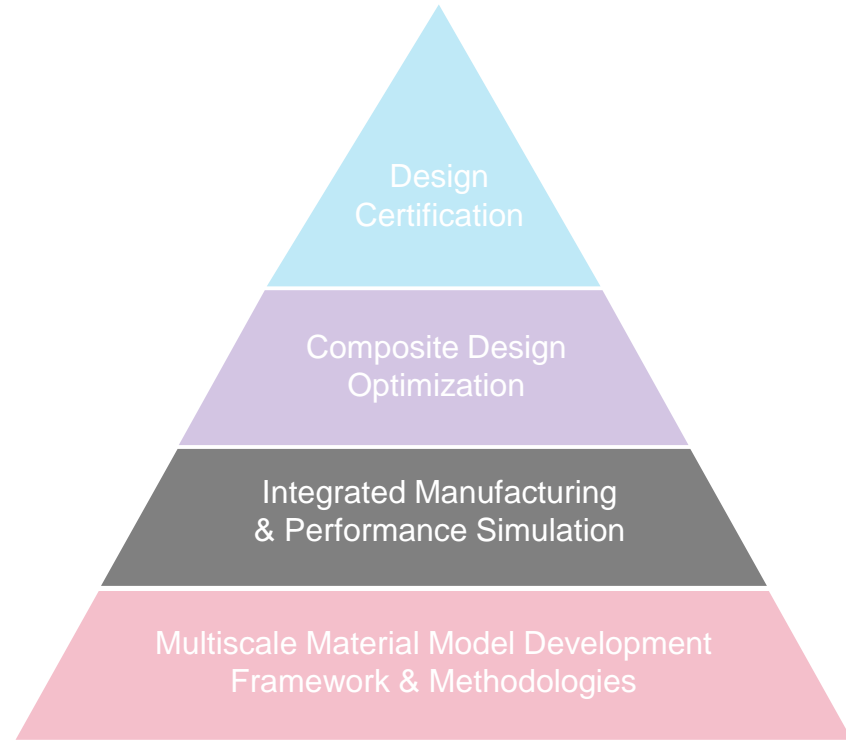 Design
Certification
Composite Design
Optimization
Integrated Manufacturing
& Performance Simulation
Multiscale Material Model Development
Framework & Methodologies